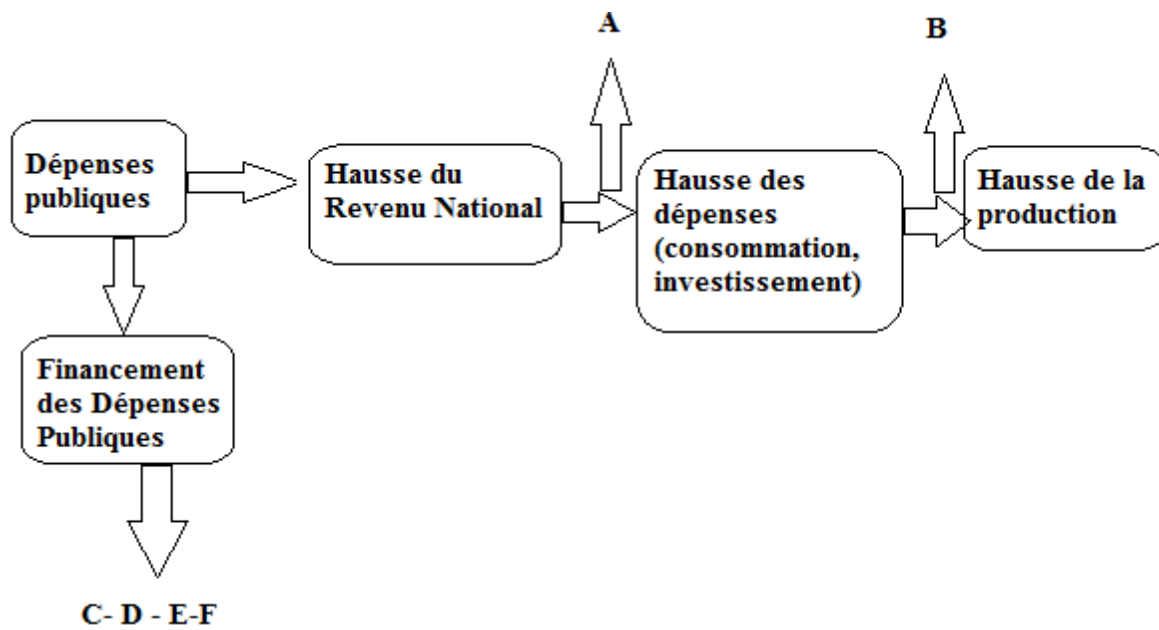 A
B
Dépenses
publiques
Hausse du
Revenu National
Hausse des
dépenses
(consommation,
investissement)
Hausse de la
production
Financement
des Dépenses
Publiques
C- D - E-F